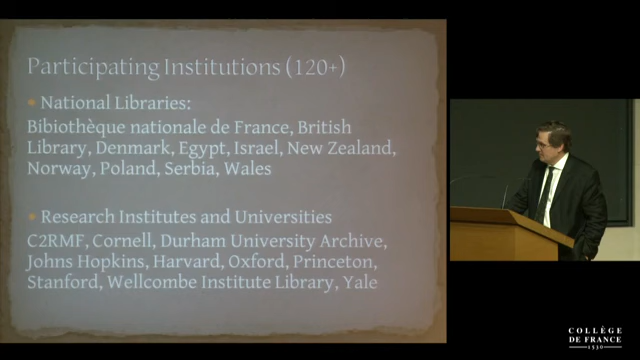 Participating Institutions (120+)
National Libraries:
Bibiothèque nationale de France, British
Library, Denmark, Egypt, Israel, New Zealand,
Norway, Poland, Serbia, Wales
Research Institutes and Universities
C2RMF, Cornell, Durham University Archive,
Johns Hopkins, Harvard, Oxford, Princeton,
Stanford, Wellcombe Institute Library, Yale
COLLÈGE
DE FRANCE
1530